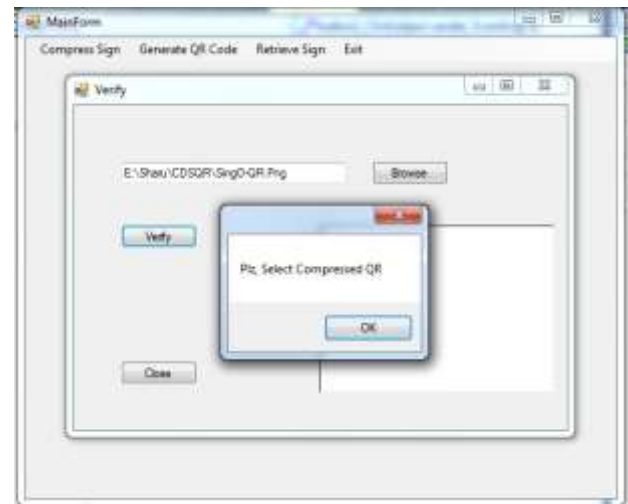 MainForm
Compress Sign Generate QR Code Retrieve Sign Exit
Verify
E:\Sharu\CDSQR\SingO-QR.Png Browse
Verify
Plz, Select Compressed QR
OK
Close